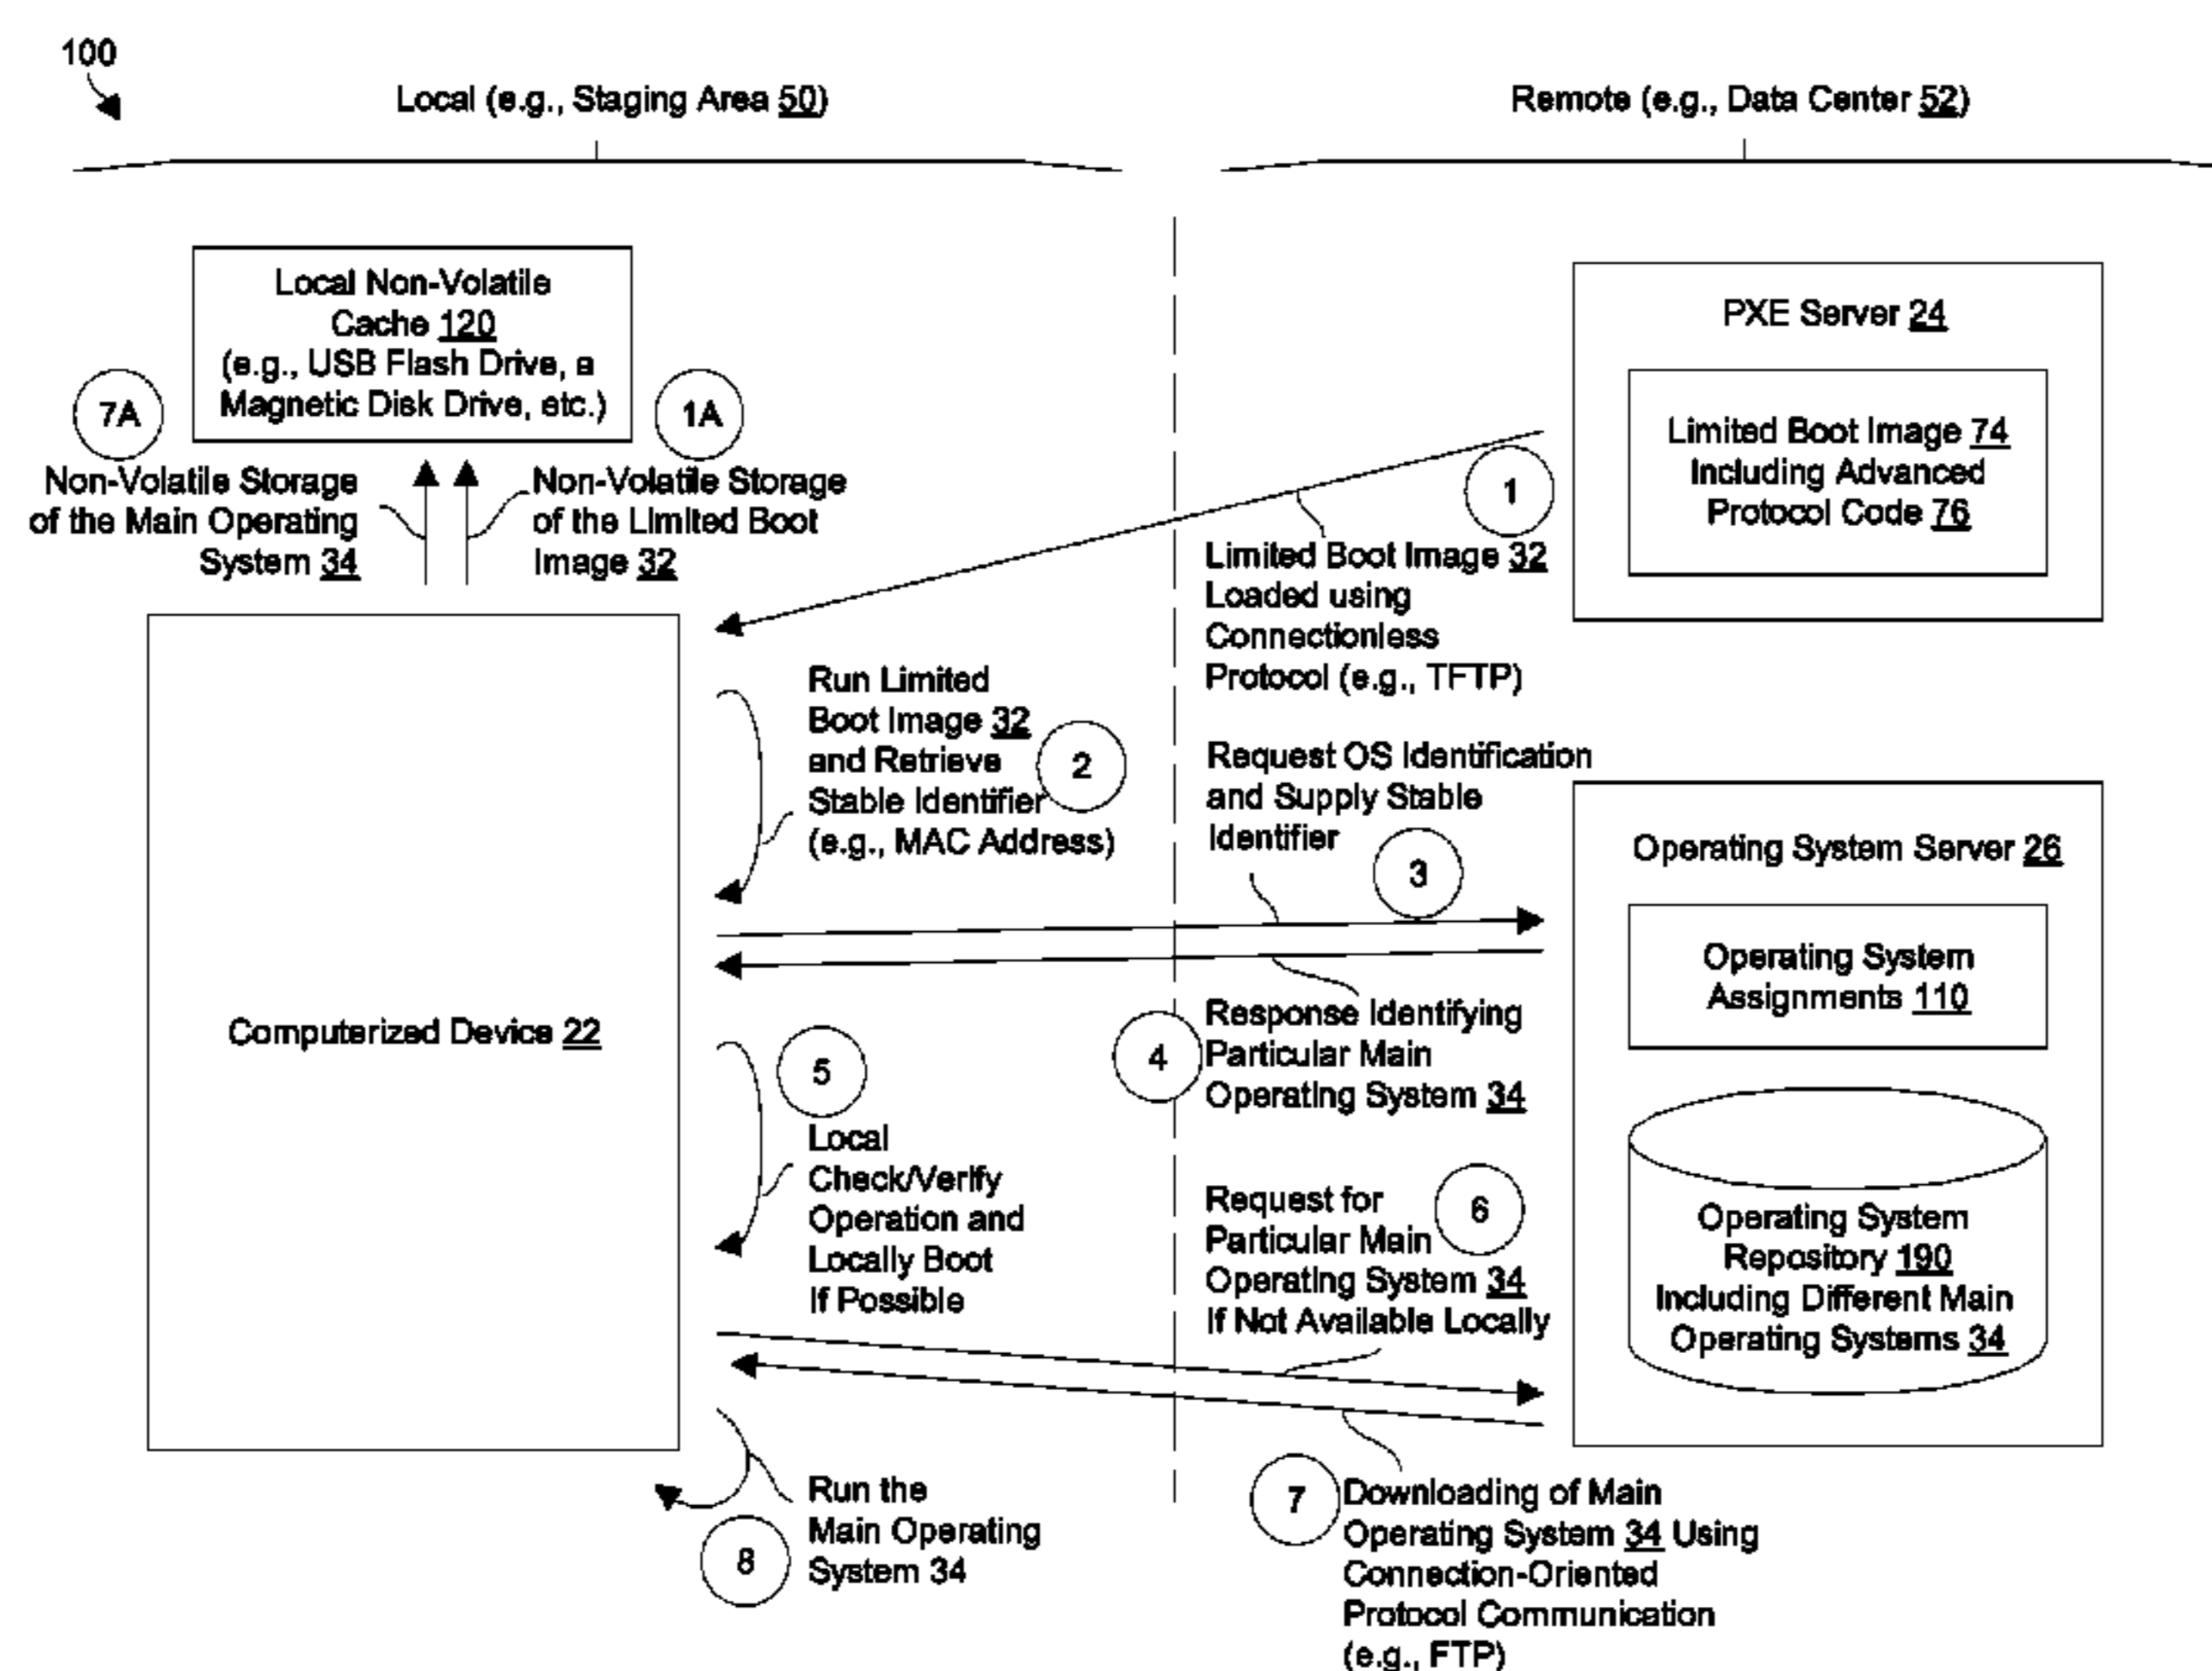 100
Local (e.g., Staging Area 50)
Remote (e.g., Data Center 52)
Local Non-Volatile
Cache 120
(e.g., USB Flash Drive, a
Magnetic Disk Drive, etc.)
7A
1A
Non-Volatile Storage
of the Main Operating
System 34
Non-Volatile Storage
of the Limited Boot
Image 32
PXE Server 24
Limited Boot Image 74
Including Advanced
Protocol Code 76
1
Limited Boot Image 32
Loaded using
Connectionless
Protocol (e.g., TFTP)
Computerized Device 22
Run Limited
Boot Image 32
and Retrieve
Stable Identifier
(e.g., MAC Address)
2
Request OS Identification
and Supply Stable
Identifier
3
Operating System Server 26
Operating System
Assignments 110
4
Response Identifying
Particular Main
Operating System 34
5
Local
Check/Verify
Operation and
Locally Boot
If Possible
Request for
Particular Main
Operating System 34
If Not Available Locally
6
Operating System
Repository 190
Including Different Main
Operating Systems 34
7
Downloading of Main
Operating System 34 Using
Connection-Oriented
Protocol Communication
(e.g., FTP)
8
Run the
Main Operating
System 34